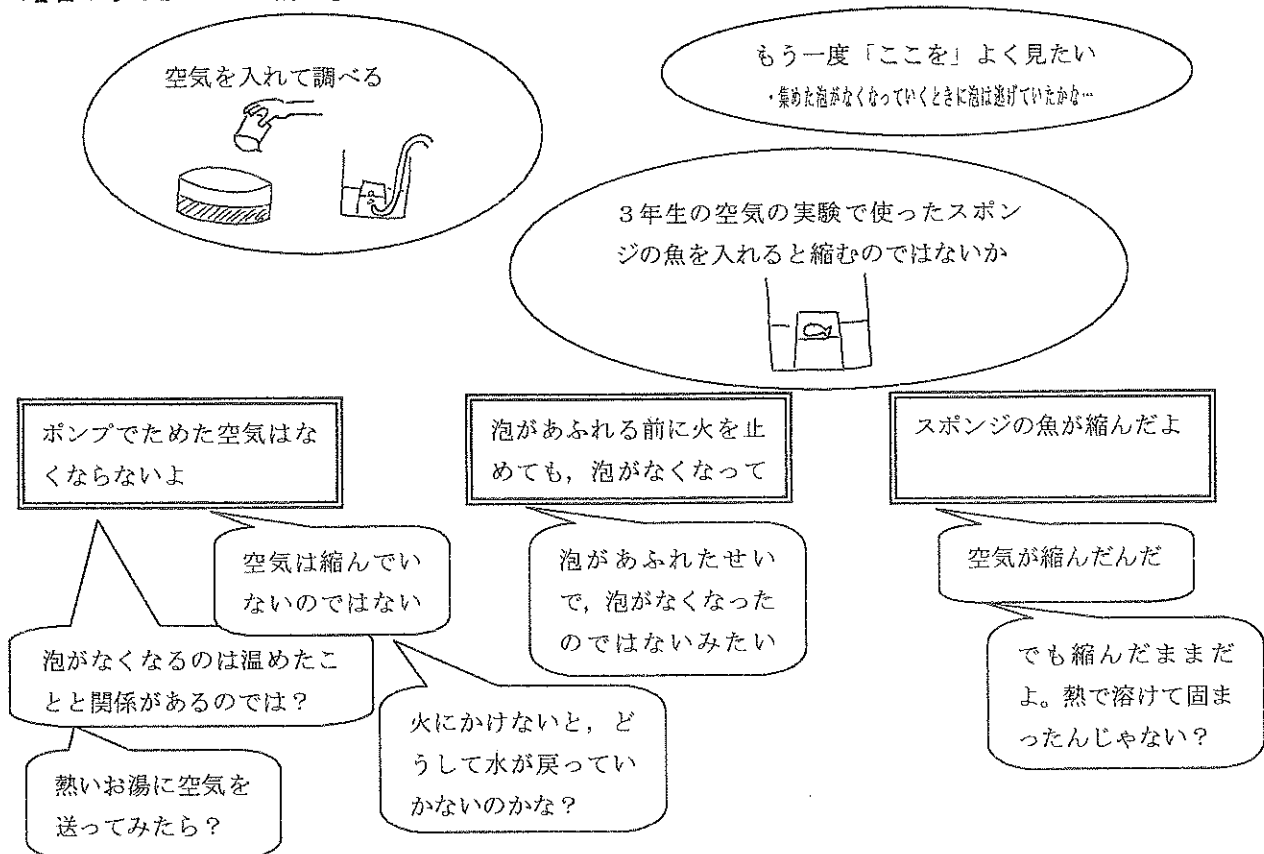 空気を入れて調べる
もう一度「ここを」よく見たい
・集めた泡がなくなっていくときに泡は逃げていたかな…
3年生の空気の実験で使ったスポン
ジの魚を入れると縮むのではないか
ポンプでためた空気はな
くならないよ
泡があふれる前に火を止
めても,泡がなくなって
スポンジの魚が縮んだよ
空気は縮んでい
ないのではない
泡があふれたせい
で,泡がなくなった
のではないみたい
空気が縮んだんだ
泡がなくなるのは温めたこ
とと関係があるのでは?
火にかけないと,ど
うして水が戻ってい
かないのかな?
でも縮んだままだ
よ。熱で溶けて固ま
ったんじゃない?
熱いお湯に空気を
送ってみたら?